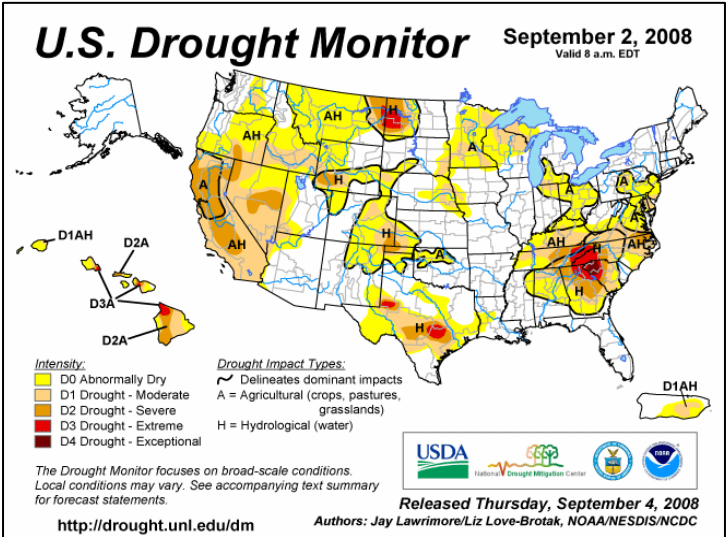 U.S. Drought Monitor
September 2, 2008
Valid 8 a.m. EDT
H
AH
AH
A
A
A
H
A
AH
H
A
A
AH
H
AH
H
D1AH
D2A
D3A
D2A
D1AH
Intensity:
D0 Abnormally Dry
D1 Drought - Moderate
D2 Drought - Severe
D3 Drought - Extreme
D4 Drought - Exceptional
Drought Impact Types:
Delineates dominant impacts
A = Agricultural (crops, pastures,
grasslands)
H = Hydrological (water)
USDA
National Drought Mitigation Center
NOAA
The Drought Monitor focuses on broad-scale conditions.
Local conditions may vary. See accompanying text summary
for forecast statements.
http://drought.unl.edu/dm
Released Thursday, September 4, 2008
Authors: Jay Lawrimore/Liz Love-Brotak, NOAA/NESDIS/NCDC